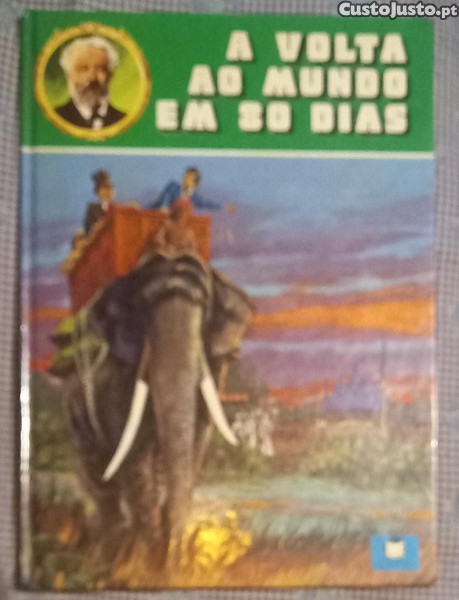 CustoJusto.pt
A VOLTA
AO MUNDO
EM 80 DIAS